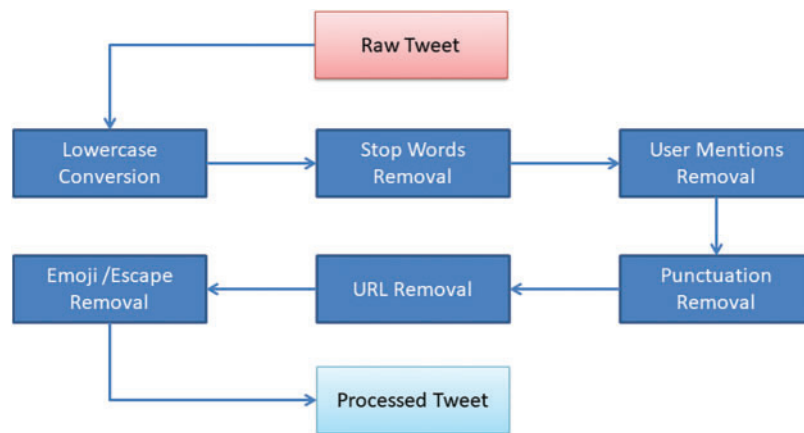 Raw Tweet
Lowercase
Conversion
Stop Words
Removal
User Mentions
Removal
Punctuation
Removal
URL Removal
Emoji /Escape
Removal
Processed Tweet